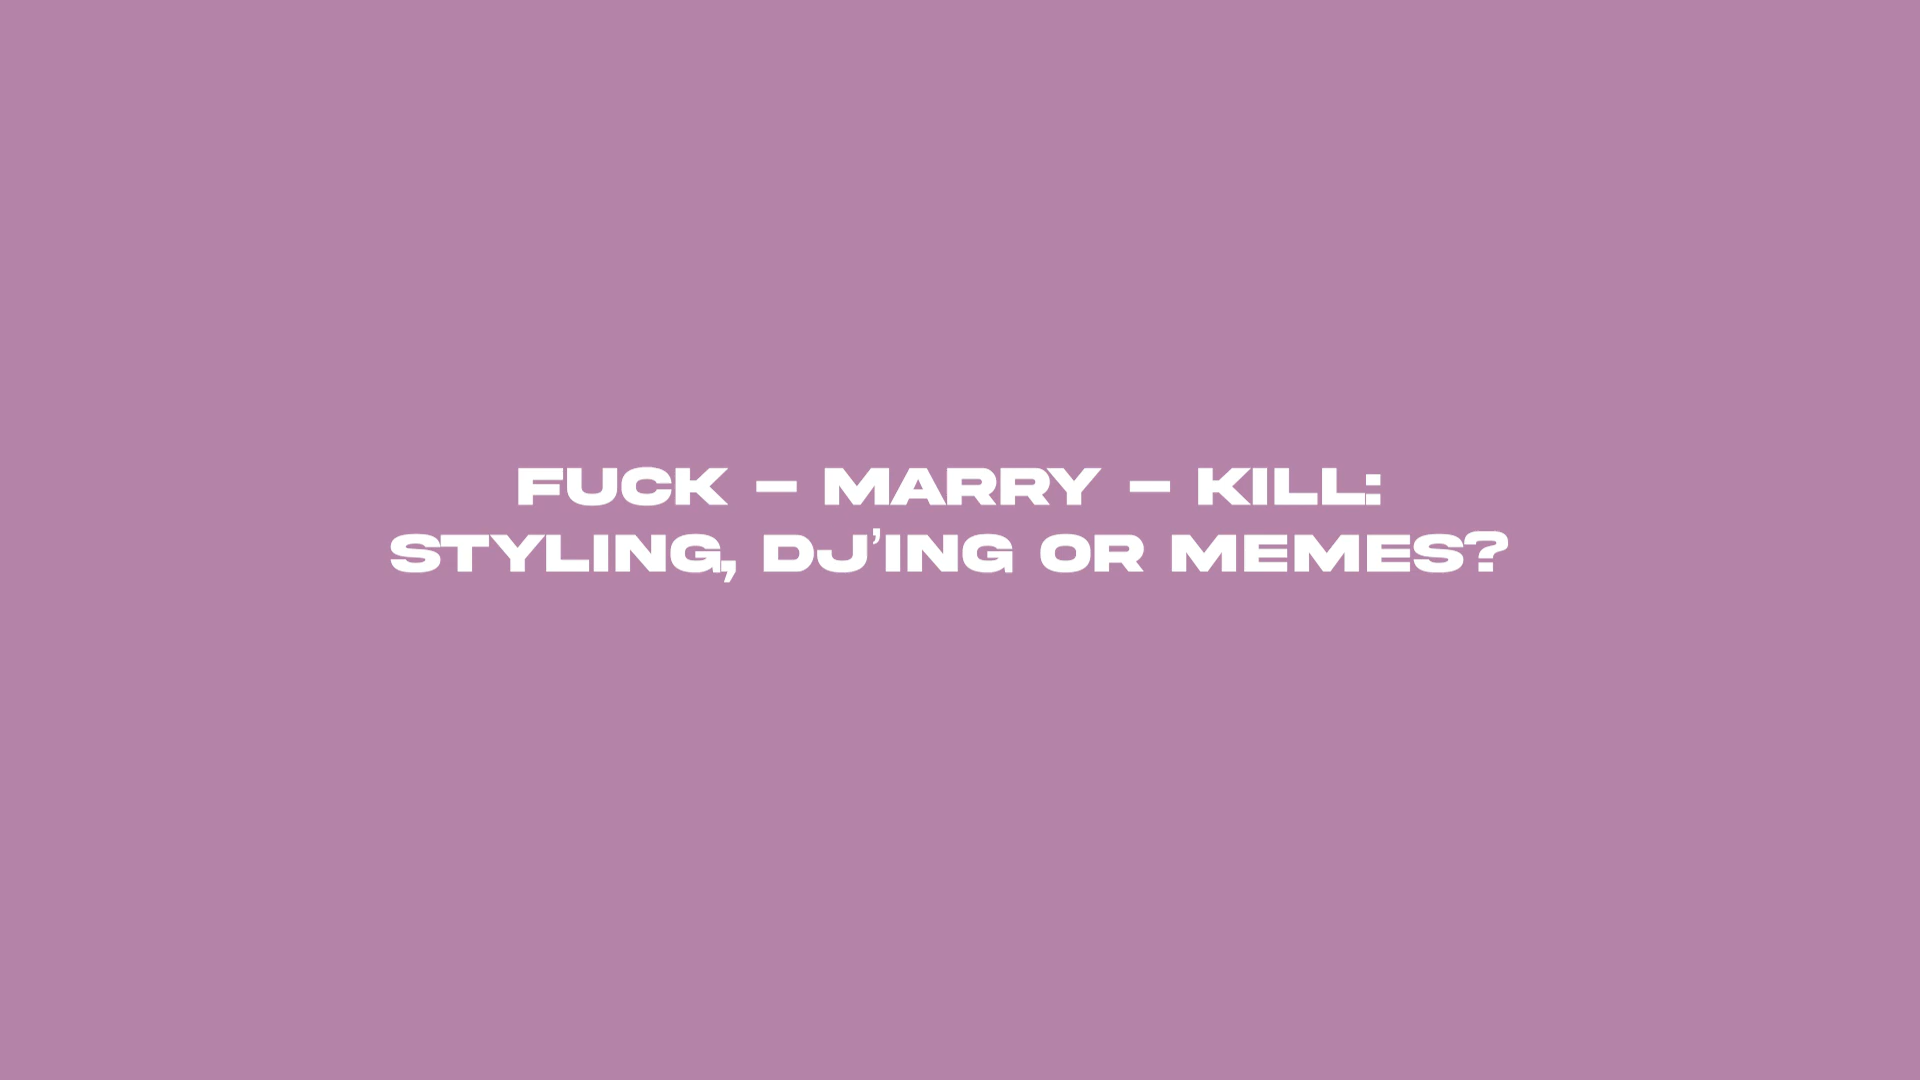 FUCK – MARRY – KILL:
STYLING, DJ’ING OR MEMES?